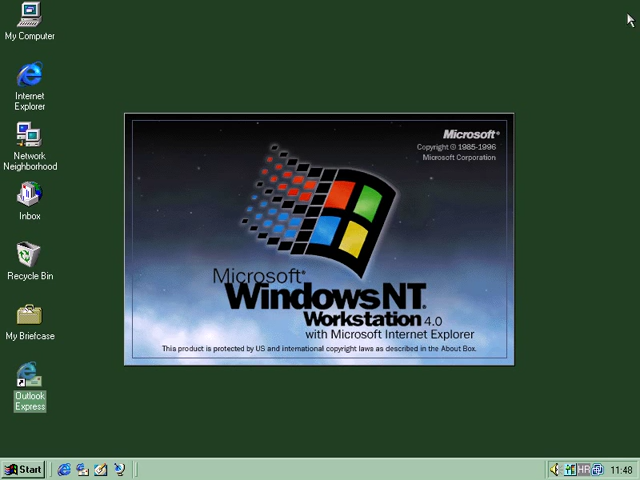 My Computer
Internet
Explorer
Network
Neighborhood
Inbox
Recycle Bin
My Briefcase
Outlook
Express
Microsoft®
Copyright © 1985-1996
Microsoft Corporation
Microsoft®
WindowsNT®
Workstation 4.0
with Microsoft Internet Explorer
This product is protected by US and international copyright laws as described in the About Box.
Start
HR
11:48